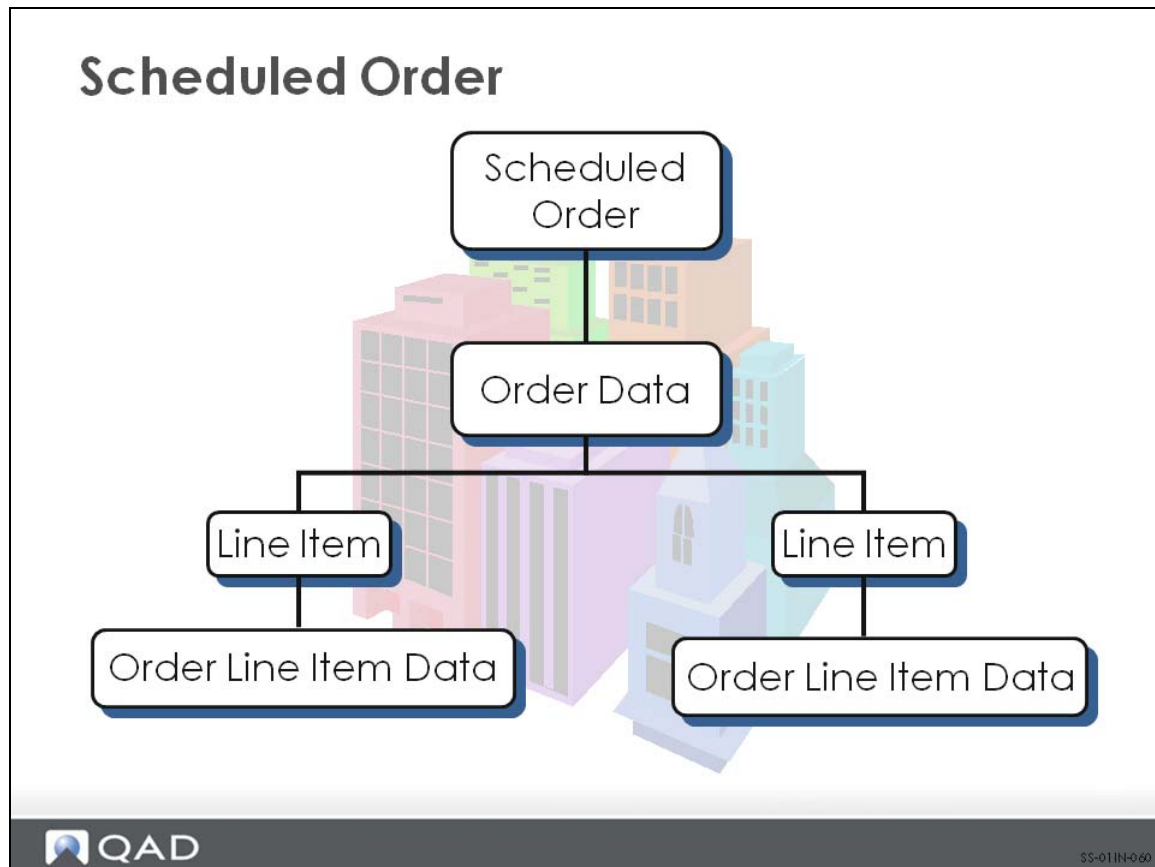 Scheduled Order
Scheduled
Order
Order Data
Line Item
Line Item
Order Line Item Data
Order Line Item Data
QAD
SS-01IN-060